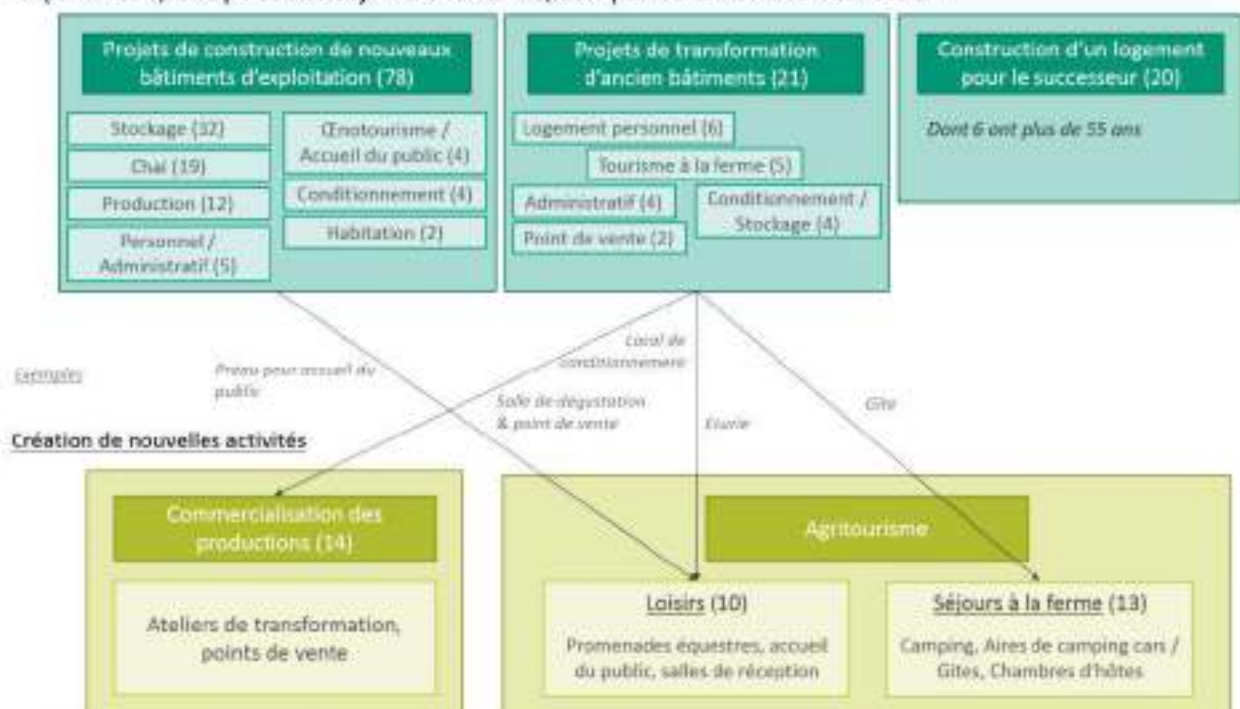 Projets de construction de nouveaux
bâtiments d'exploitation (78)
Stockage (32)
Chai (19)
Production (12)
Personnel /
Administratif (5)
Œnotourisme /
Accueil du public (4)
Conditionnement (4)
Habitation (2)
Projets de transformation
d'ancien bâtiments (21)
Logement personnel (6)
Tourisme à la ferme (5)
Administratif (4)
Point de vente (2)
Conditionnement /
Stockage (4)
Construction d'un logement
pour le successeur (20)
Dont 6 ont plus de 55 ans
Exemples
Préau pour accueil du
public
Local de
conditionnement
Salle de dégustation
& point de vente
Ecurie
Gîte
Création de nouvelles activités
Commercialisation des
productions (14)
Ateliers de transformation,
points de vente
Agritourisme
Loisirs (10)
Promenades équestres, accueil
du public, salles de réception
Séjours à la ferme (13)
Camping, Aires de camping cars /
Gites, Chambres d'hôtes